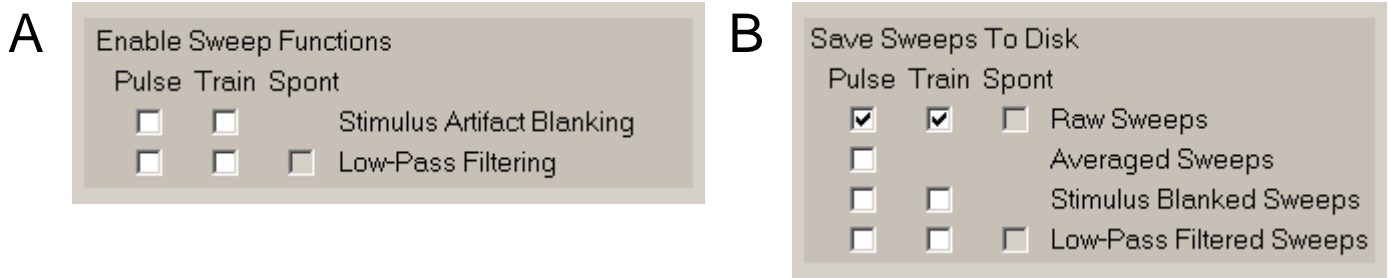 A
Enable Sweep Functions
Pulse Train Spont
Stimulus Artifact Blanking
Low-Pass Filtering
B
Save Sweeps To Disk
Pulse Train Spont
Raw Sweeps
Averaged Sweeps
Stimulus Blanked Sweeps
Low-Pass Filtered Sweeps